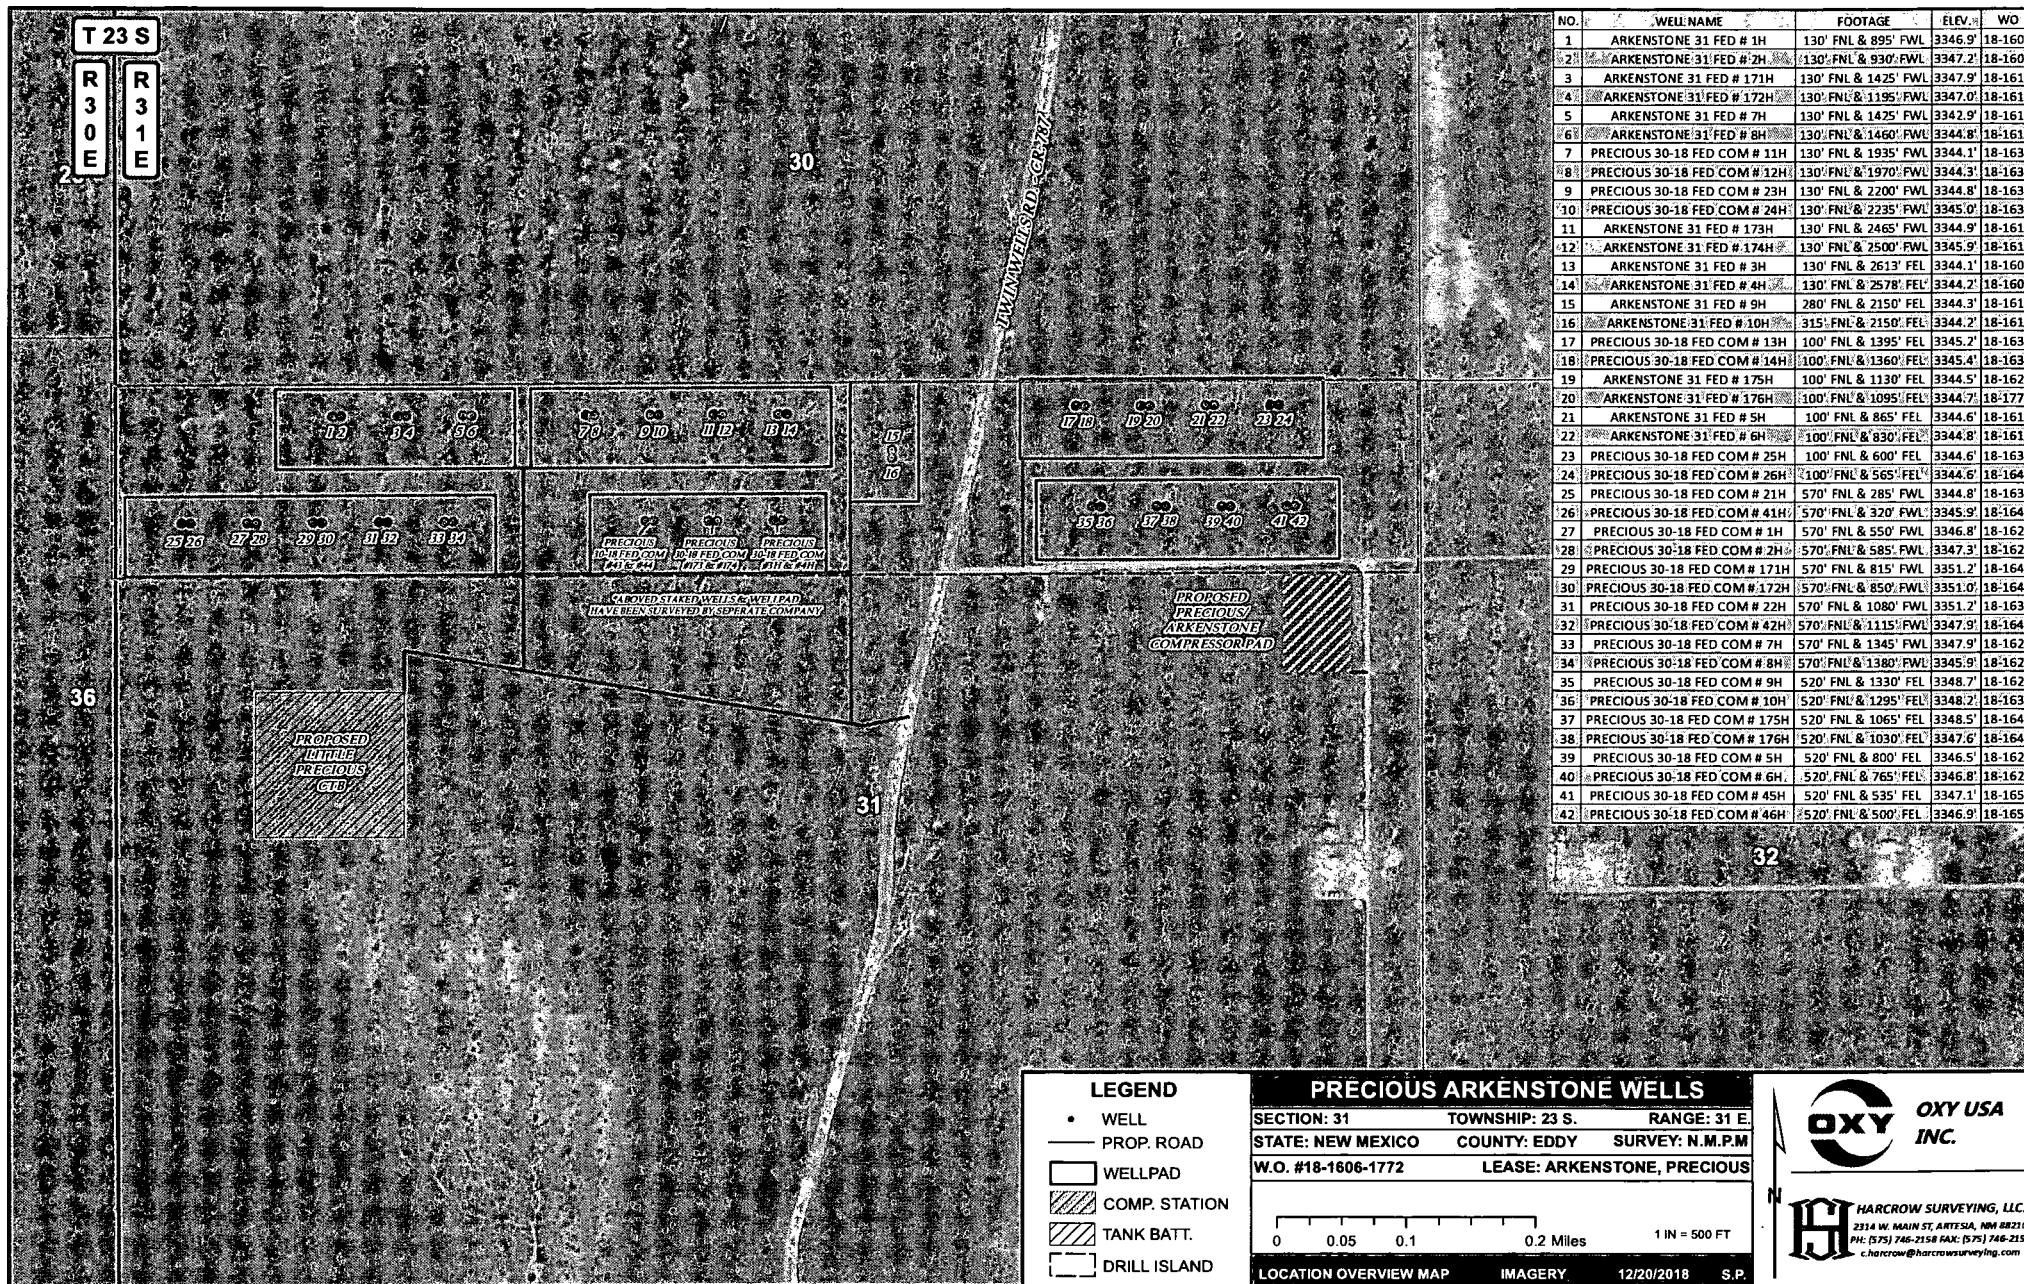 T 23 S
R 30 E
R 31 E
30
TWIN WELLS RD. - CR 787
1 2
3 4
5 6
7 8
9 10
11 12
13 14
15
&
16
17 18
19 20
21 22
23 24
25 26
27 28
29 30
31 32
33 34
PRECIOUS
30-18 FED COM
#43 & #44
PRECIOUS
30-18 FED COM
#173 & #174
PRECIOUS
30-18 FED COM
#3H & #4H
35 36
37 38
39 40
41 42
*ABOVED STAKED WELLS & WELLPAD
HAVE BEEN SURVEYED BY SEPERATE COMPANY
PROPOSED
PRECIOUS/
ARKENSTONE
COMPRESSOR PAD
36
PROPOSED
LITTLE
PRECIOUS
CTB
31
32
NO. WELL NAME FOOTAGE ELEV. WO
1 ARKENSTONE 31 FED # 1H 130' FNL & 895' FWL 3346.9' 18-160
2 ARKENSTONE 31 FED # 2H 130' FNL & 930' FWL 3347.2' 18-160
3 ARKENSTONE 31 FED # 171H 130' FNL & 1425' FWL 3347.9' 18-161
4 ARKENSTONE 31 FED # 172H 130' FNL & 1195' FWL 3347.0' 18-161
5 ARKENSTONE 31 FED # 7H 130' FNL & 1425' FWL 3342.9' 18-161
6 ARKENSTONE 31 FED # 8H 130' FNL & 1460' FWL 3344.8' 18-161
7 PRECIOUS 30-18 FED COM # 11H 130' FNL & 1935' FWL 3344.1' 18-163
8 PRECIOUS 30-18 FED COM # 12H 130' FNL & 1970' FWL 3344.3' 18-163
9 PRECIOUS 30-18 FED COM # 23H 130' FNL & 2200' FWL 3344.8' 18-163
10 PRECIOUS 30-18 FED COM # 24H 130' FNL & 2235' FWL 3345.0' 18-163
11 ARKENSTONE 31 FED # 173H 130' FNL & 2465' FWL 3344.9' 18-161
12 ARKENSTONE 31 FED # 174H 130' FNL & 2500' FWL 3345.9' 18-161
13 ARKENSTONE 31 FED # 3H 130' FNL & 2613' FEL 3344.1' 18-160
14 ARKENSTONE 31 FED # 4H 130' FNL & 2578' FEL 3344.2' 18-160
15 ARKENSTONE 31 FED # 9H 280' FNL & 2150' FEL 3344.3' 18-161
16 ARKENSTONE 31 FED # 10H 315' FNL & 2150' FEL 3344.2' 18-161
17 PRECIOUS 30-18 FED COM # 13H 100' FNL & 1395' FEL 3345.2' 18-163
18 PRECIOUS 30-18 FED COM # 14H 100' FNL & 1360' FEL 3345.4' 18-163
19 ARKENSTONE 31 FED # 175H 100' FNL & 1130' FEL 3344.5' 18-162
20 ARKENSTONE 31 FED # 176H 100' FNL & 1095' FEL 3344.7' 18-177
21 ARKENSTONE 31 FED # 5H 100' FNL & 865' FEL 3344.6' 18-161
22 ARKENSTONE 31 FED # 6H 100' FNL & 830' FEL 3344.8' 18-161
23 PRECIOUS 30-18 FED COM # 25H 100' FNL & 600' FEL 3344.6' 18-163
24 PRECIOUS 30-18 FED COM # 26H 100' FNL & 565' FEL 3344.6' 18-164
25 PRECIOUS 30-18 FED COM # 21H 570' FNL & 285' FWL 3344.8' 18-163
26 PRECIOUS 30-18 FED COM # 41H 570' FNL & 320' FWL 3345.9' 18-164
27 PRECIOUS 30-18 FED COM # 1H 570' FNL & 550' FWL 3346.8' 18-162
28 PRECIOUS 30-18 FED COM # 2H 570' FNL & 585' FWL 3347.3' 18-162
29 PRECIOUS 30-18 FED COM # 171H 570' FNL & 815' FWL 3351.2' 18-164
30 PRECIOUS 30-18 FED COM # 172H 570' FNL & 850' FWL 3351.0' 18-164
31 PRECIOUS 30-18 FED COM # 22H 570' FNL & 1080' FWL 3351.2' 18-163
32 PRECIOUS 30-18 FED COM # 42H 570' FNL & 1115' FWL 3347.9' 18-164
33 PRECIOUS 30-18 FED COM # 7H 570' FNL & 1345' FWL 3347.9' 18-162
34 PRECIOUS 30-18 FED COM # 8H 570' FNL & 1380' FWL 3345.9' 18-162
35 PRECIOUS 30-18 FED COM # 9H 520' FNL & 1330' FEL 3348.7' 18-162
36 PRECIOUS 30-18 FED COM # 10H 520' FNL & 1295' FEL 3348.2' 18-163
37 PRECIOUS 30-18 FED COM # 175H 520' FNL & 1065' FEL 3348.5' 18-164
38 PRECIOUS 30-18 FED COM # 176H 520' FNL & 1030' FEL 3347.6' 18-164
39 PRECIOUS 30-18 FED COM # 5H 520' FNL & 800' FEL 3346.5' 18-162
40 PRECIOUS 30-18 FED COM # 6H 520' FNL & 765' FEL 3346.8' 18-162
41 PRECIOUS 30-18 FED COM # 45H 520' FNL & 535' FEL 3347.1' 18-165
42 PRECIOUS 30-18 FED COM # 46H 520' FNL & 500' FEL 3346.9' 18-165
LEGEND
WELL
PROP. ROAD
WELLPAD
COMP. STATION
TANK BATT.
DRILL ISLAND
PRECIOUS ARKENSTONE WELLS
SECTION: 31 TOWNSHIP: 23 S. RANGE: 31 E.
STATE: NEW MEXICO COUNTY: EDDY SURVEY: N.M.P.M
W.O. #18-1606-1772 LEASE: ARKENSTONE, PRECIOUS
0 0.05 0.1 0.2 Miles 1 IN = 500 FT
LOCATION OVERVIEW MAP IMAGERY 12/20/2018 S.P.
N
OXY
OXY USA
INC.
HARCROW SURVEYING, LLC.
2314 W. MAIN ST, ARTESIA, NM 88210
PH: (575) 746-2158 FAX: (575) 746-215
c.harcrow@harcrowsurveying.com